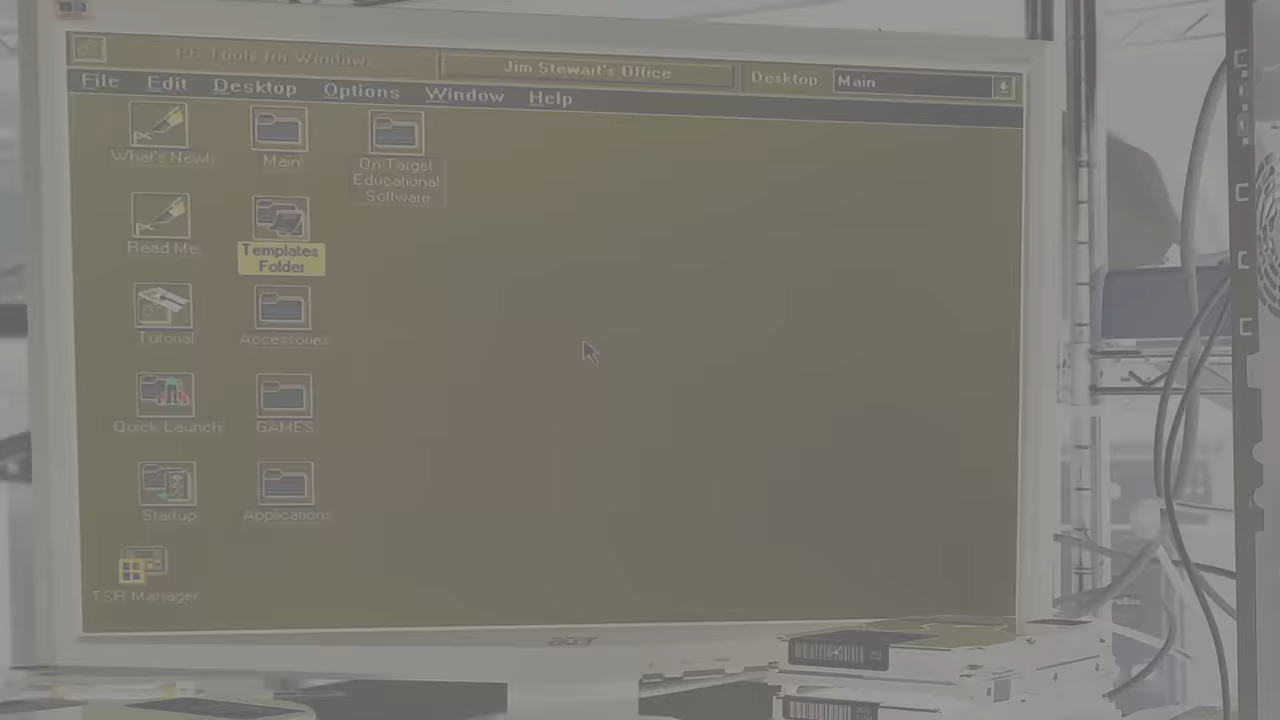 PC Tools for Windows
Jim Stewart's Office
Desktop
Main
File Edit Desktop Options Window Help
What's New!
Main
On Target
Educational
Software
Read Me
Templates
Folder
Tutorial
Accessories
Quick Launch
GAMES
Startup
Applications
TSR Manager
acer